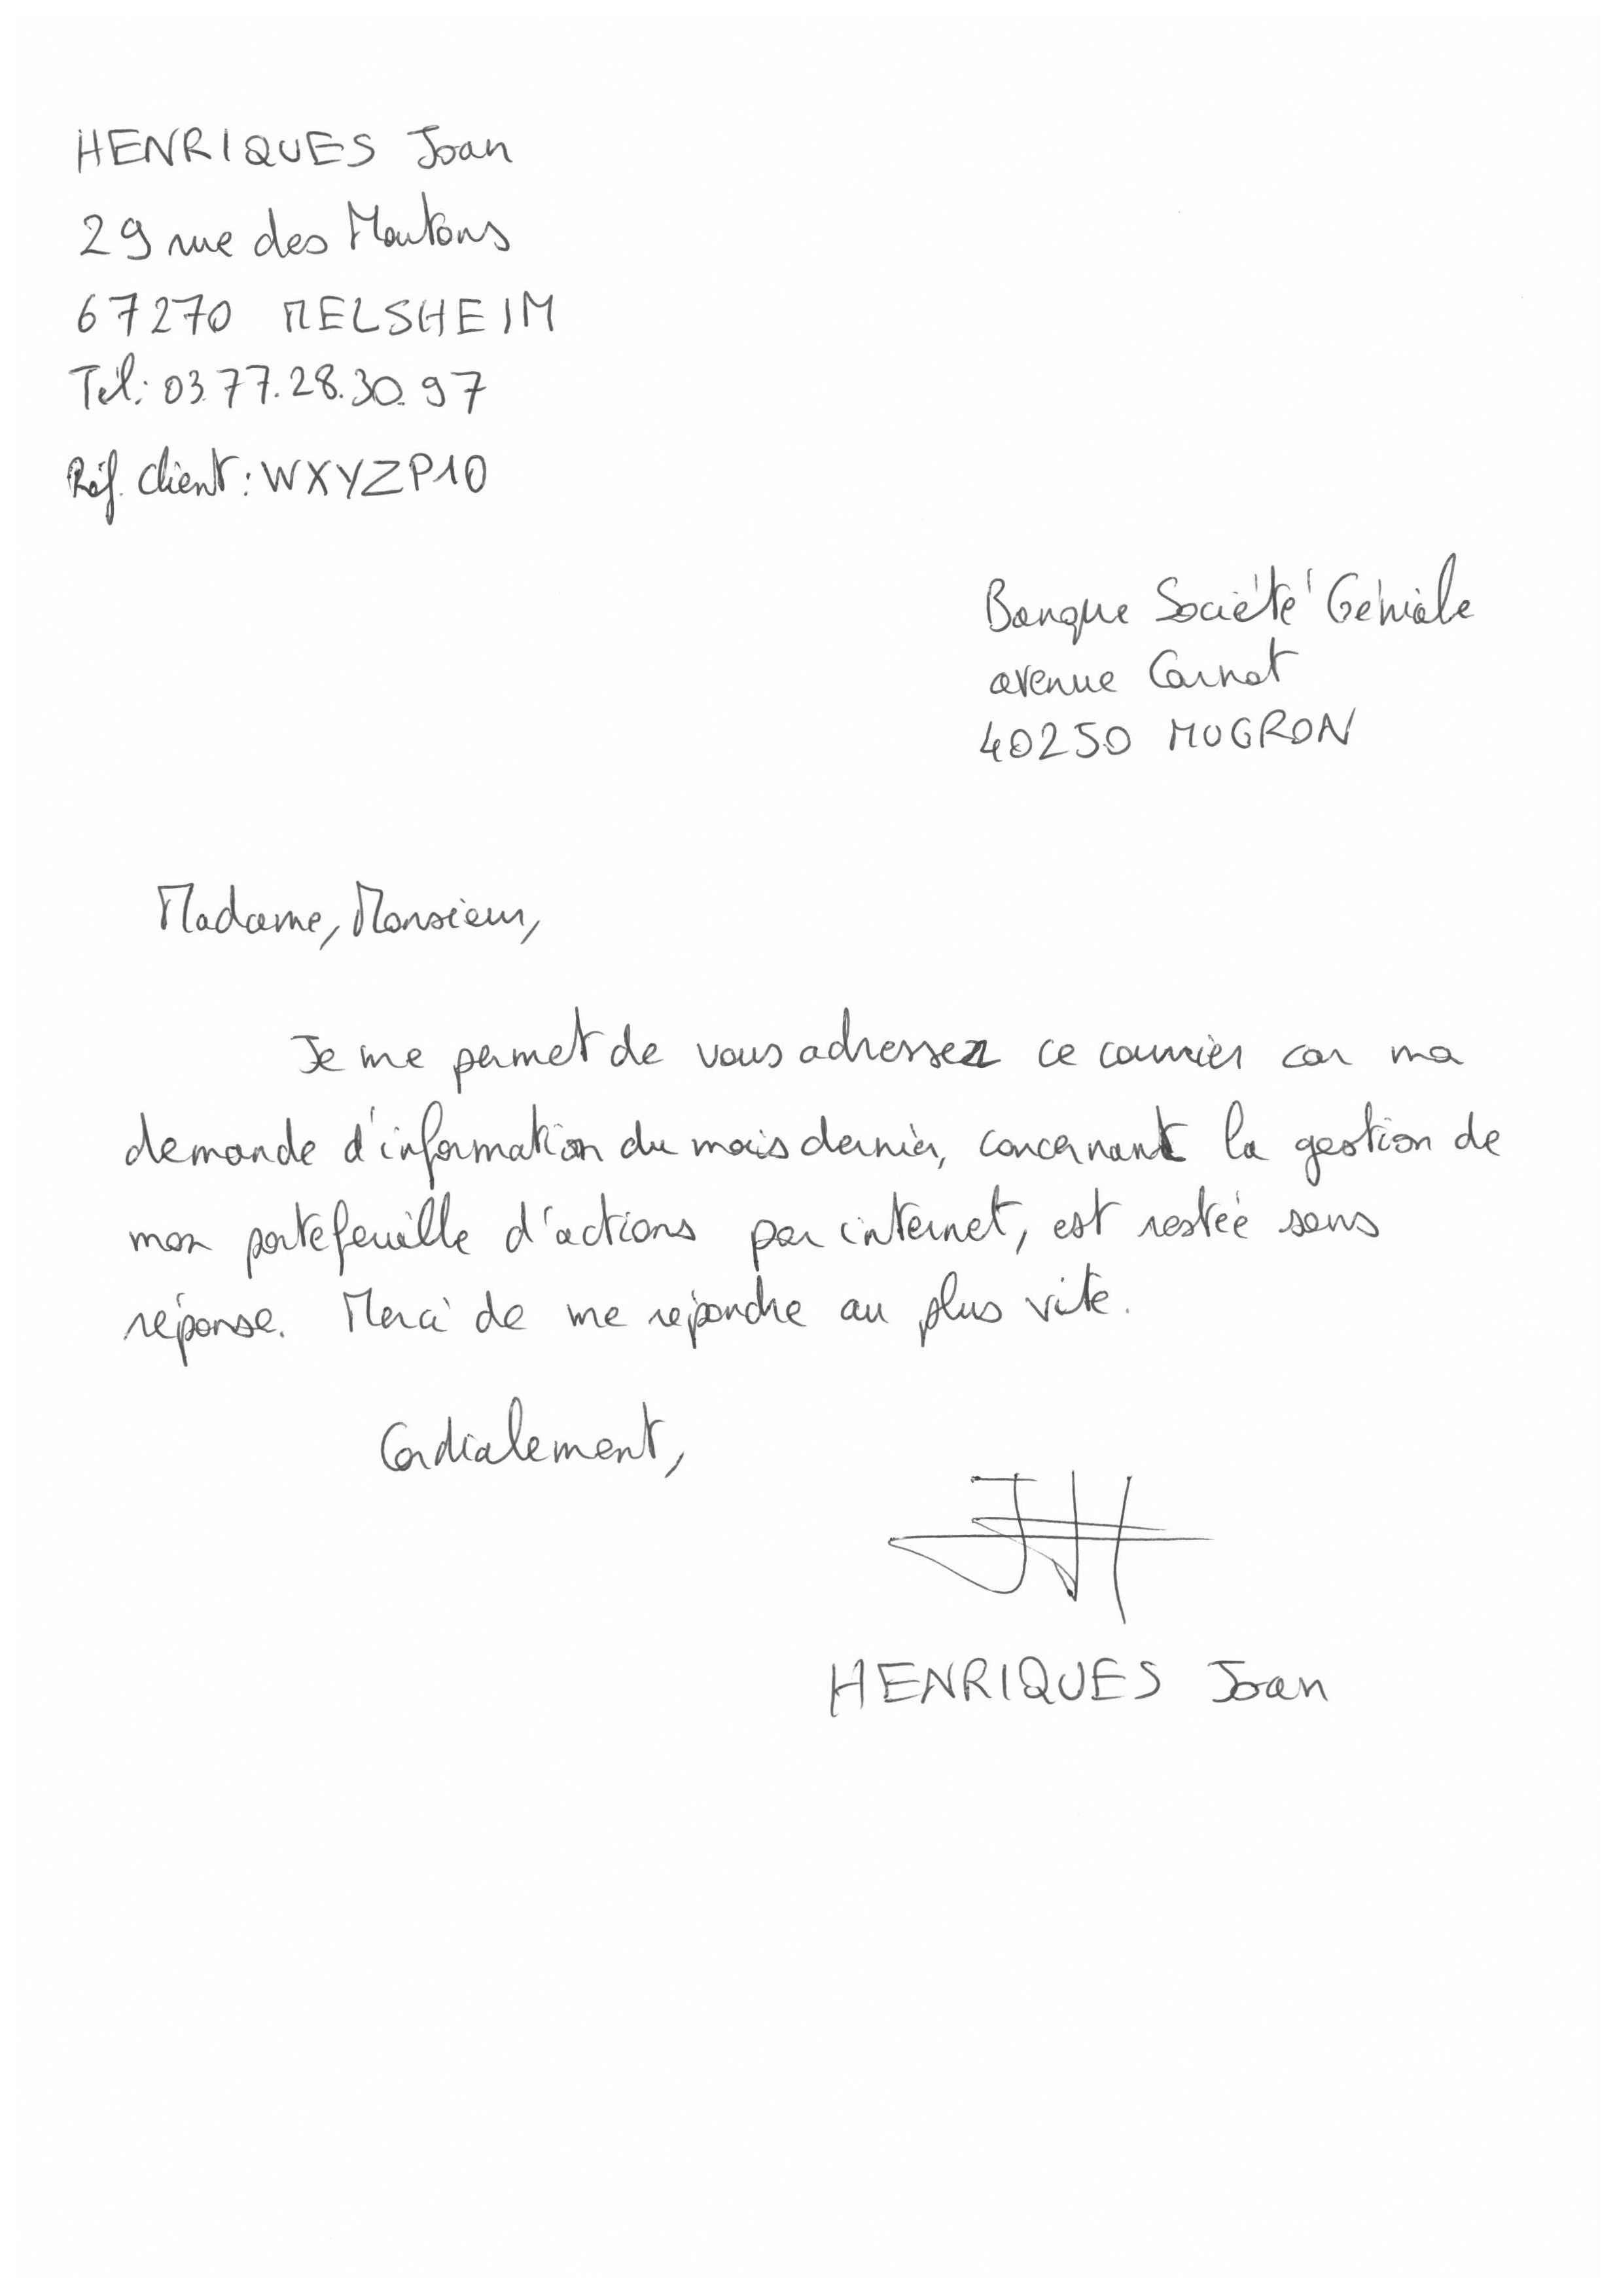 HENRIQUES Joan
29 rue des Moutons
67270 MELSHEIM
Tél: 03.77.28.30.97
Réf. client: WXYZP10
Banque Société Géniale
avenue Carnot
40250 MUGRON
Madame, Monsieur,
Je me permet de vous adresser ce courrier car ma
demande d'information du mois dernier, concernant la gestion de
mon portefeuille d'actions par internet, est restée sans
réponse. Merci de me répondre au plus vite.
Cordialement,
JH
HENRIQUES Joan